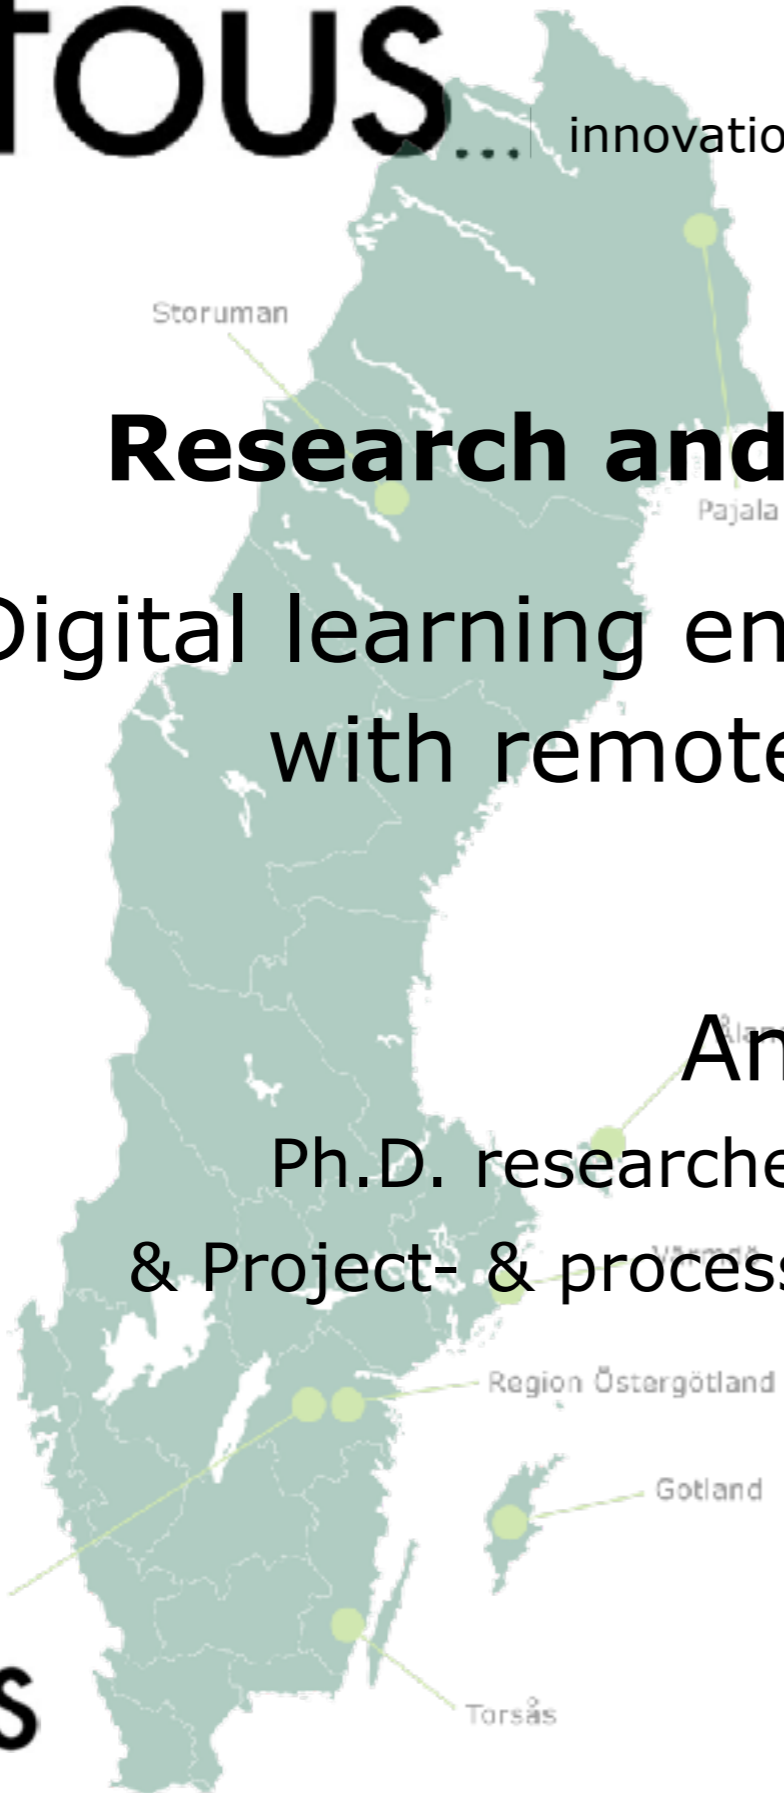 TOUS... innovatio
Storuman
Research and
Pajala
Digital learning en
with remote
An
Ph.D. researche
Värmdö
& Project- & process
Region Östergötland
Gotland
Torsås
s